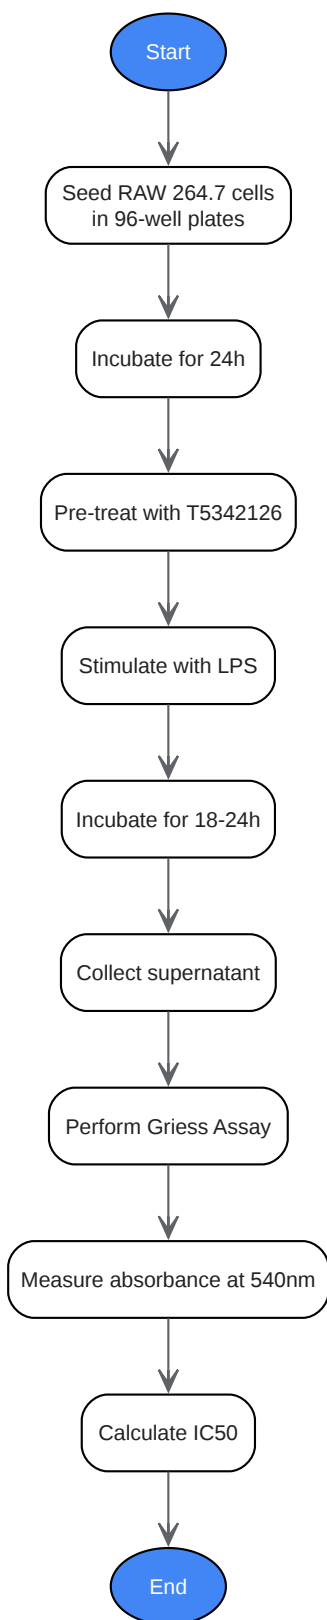 Start
Seed RAW 264.7 cells
in 96-well plates
Incubate for 24h
Pre-treat with T5342126
Stimulate with LPS
Incubate for 18-24h
Collect supernatant
Perform Griess Assay
Measure absorbance at 540nm
Calculate IC50
End